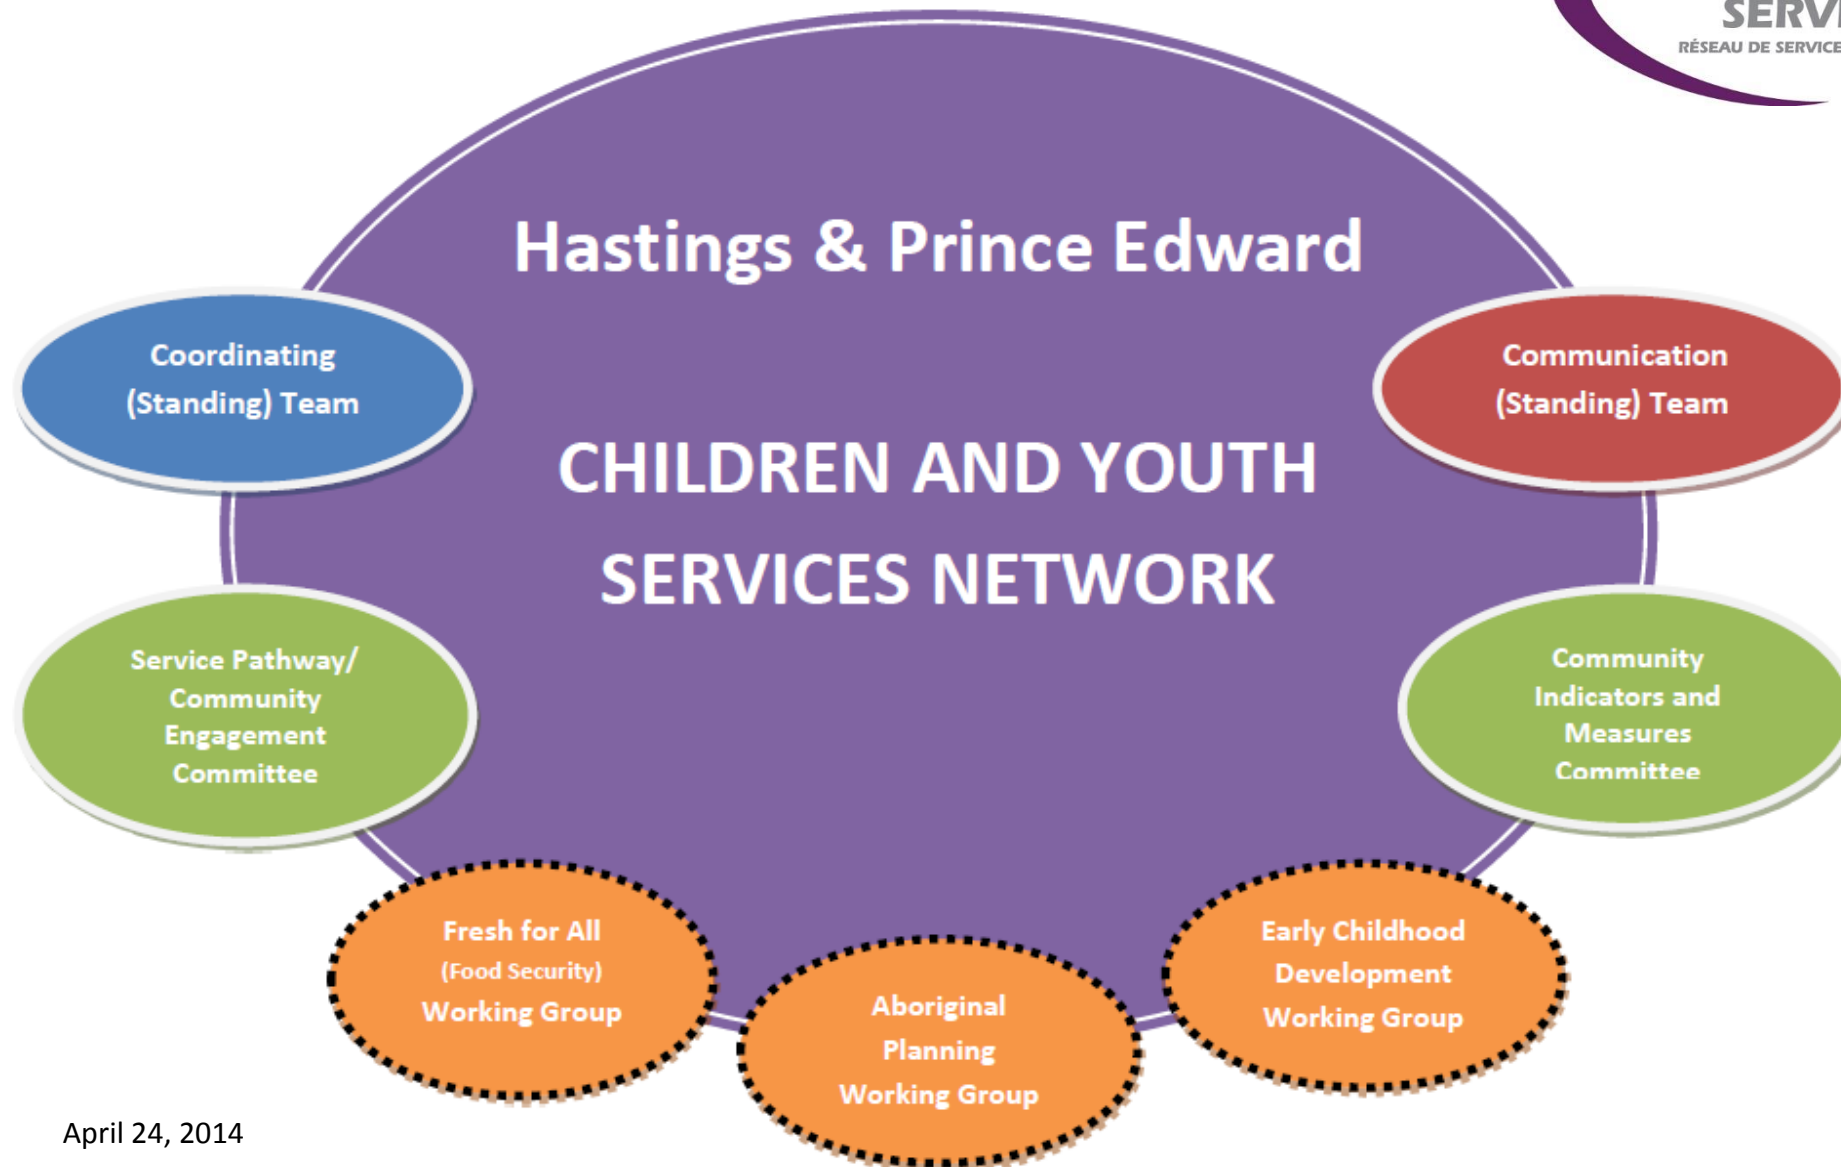 RÉSEAU DE
Hastings & Prince Edward
CHILDREN AND YOUTH
SERVICES NETWORK
Coordinating
(Standing) Team
Communication
(Standing) Team
Service Pathway/
Community
Engagement
Committee
Community
Indicators and
Measures
Committee
Fresh for All
(Food Security)
Working Group
Aboriginal
Planning
Working Group
Early Childhood
Development
Working Group
April 24, 2014